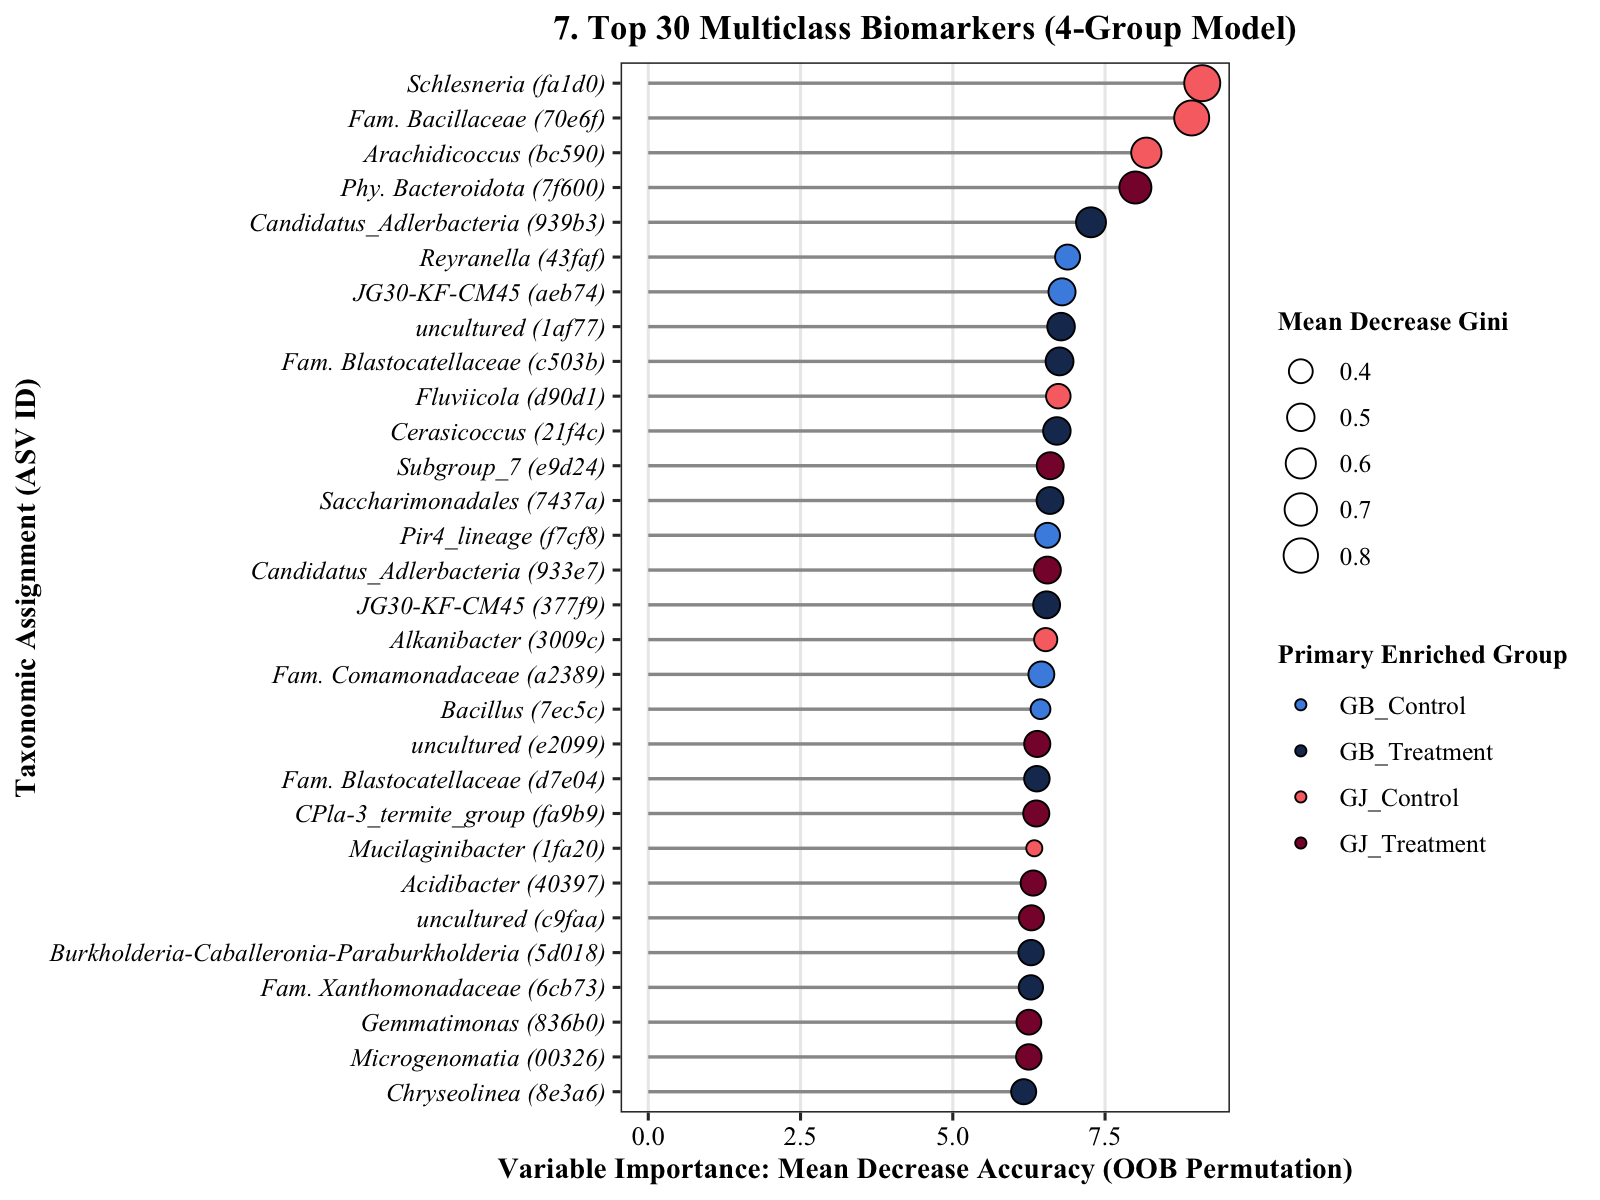 7. Top 30 Multiclass Biomarkers (4-Group Model)
Taxonomic Assignment (ASV ID)
Schlesneria (fa1d0)
Fam. Bacillaceae (70e6f)
Arachidicoccus (bc590)
Phy. Bacteroidota (7f600)
Candidatus_Adlerbacteria (939b3)
Reyranella (43faf)
JG30-KF-CM45 (aeb74)
uncultured (1af77)
Fam. Blastocatellaceae (c503b)
Fluviicola (d90d1)
Cerasicoccus (21f4c)
Subgroup_7 (e9d24)
Saccharimonadales (7437a)
Pir4_lineage (f7cf8)
Candidatus_Adlerbacteria (933e7)
JG30-KF-CM45 (377f9)
Alkanibacter (3009c)
Fam. Comamonadaceae (a2389)
Bacillus (7ec5c)
uncultured (e2099)
Fam. Blastocatellaceae (d7e04)
CPla-3_termite_group (fa9b9)
Mucilaginibacter (1fa20)
Acidibacter (40397)
uncultured (c9faa)
Burkholderia-Caballeronia-Paraburkholderia (5d018)
Fam. Xanthomonadaceae (6cb73)
Gemmatimonas (836b0)
Microgenomatia (00326)
Chryseolinea (8e3a6)
0.0 2.5 5.0 7.5
Variable Importance: Mean Decrease Accuracy (OOB Permutation)
Mean Decrease Gini
0.4
0.5
0.6
0.7
0.8
Primary Enriched Group
GB_Control
GB_Treatment
GJ_Control
GJ_Treatment